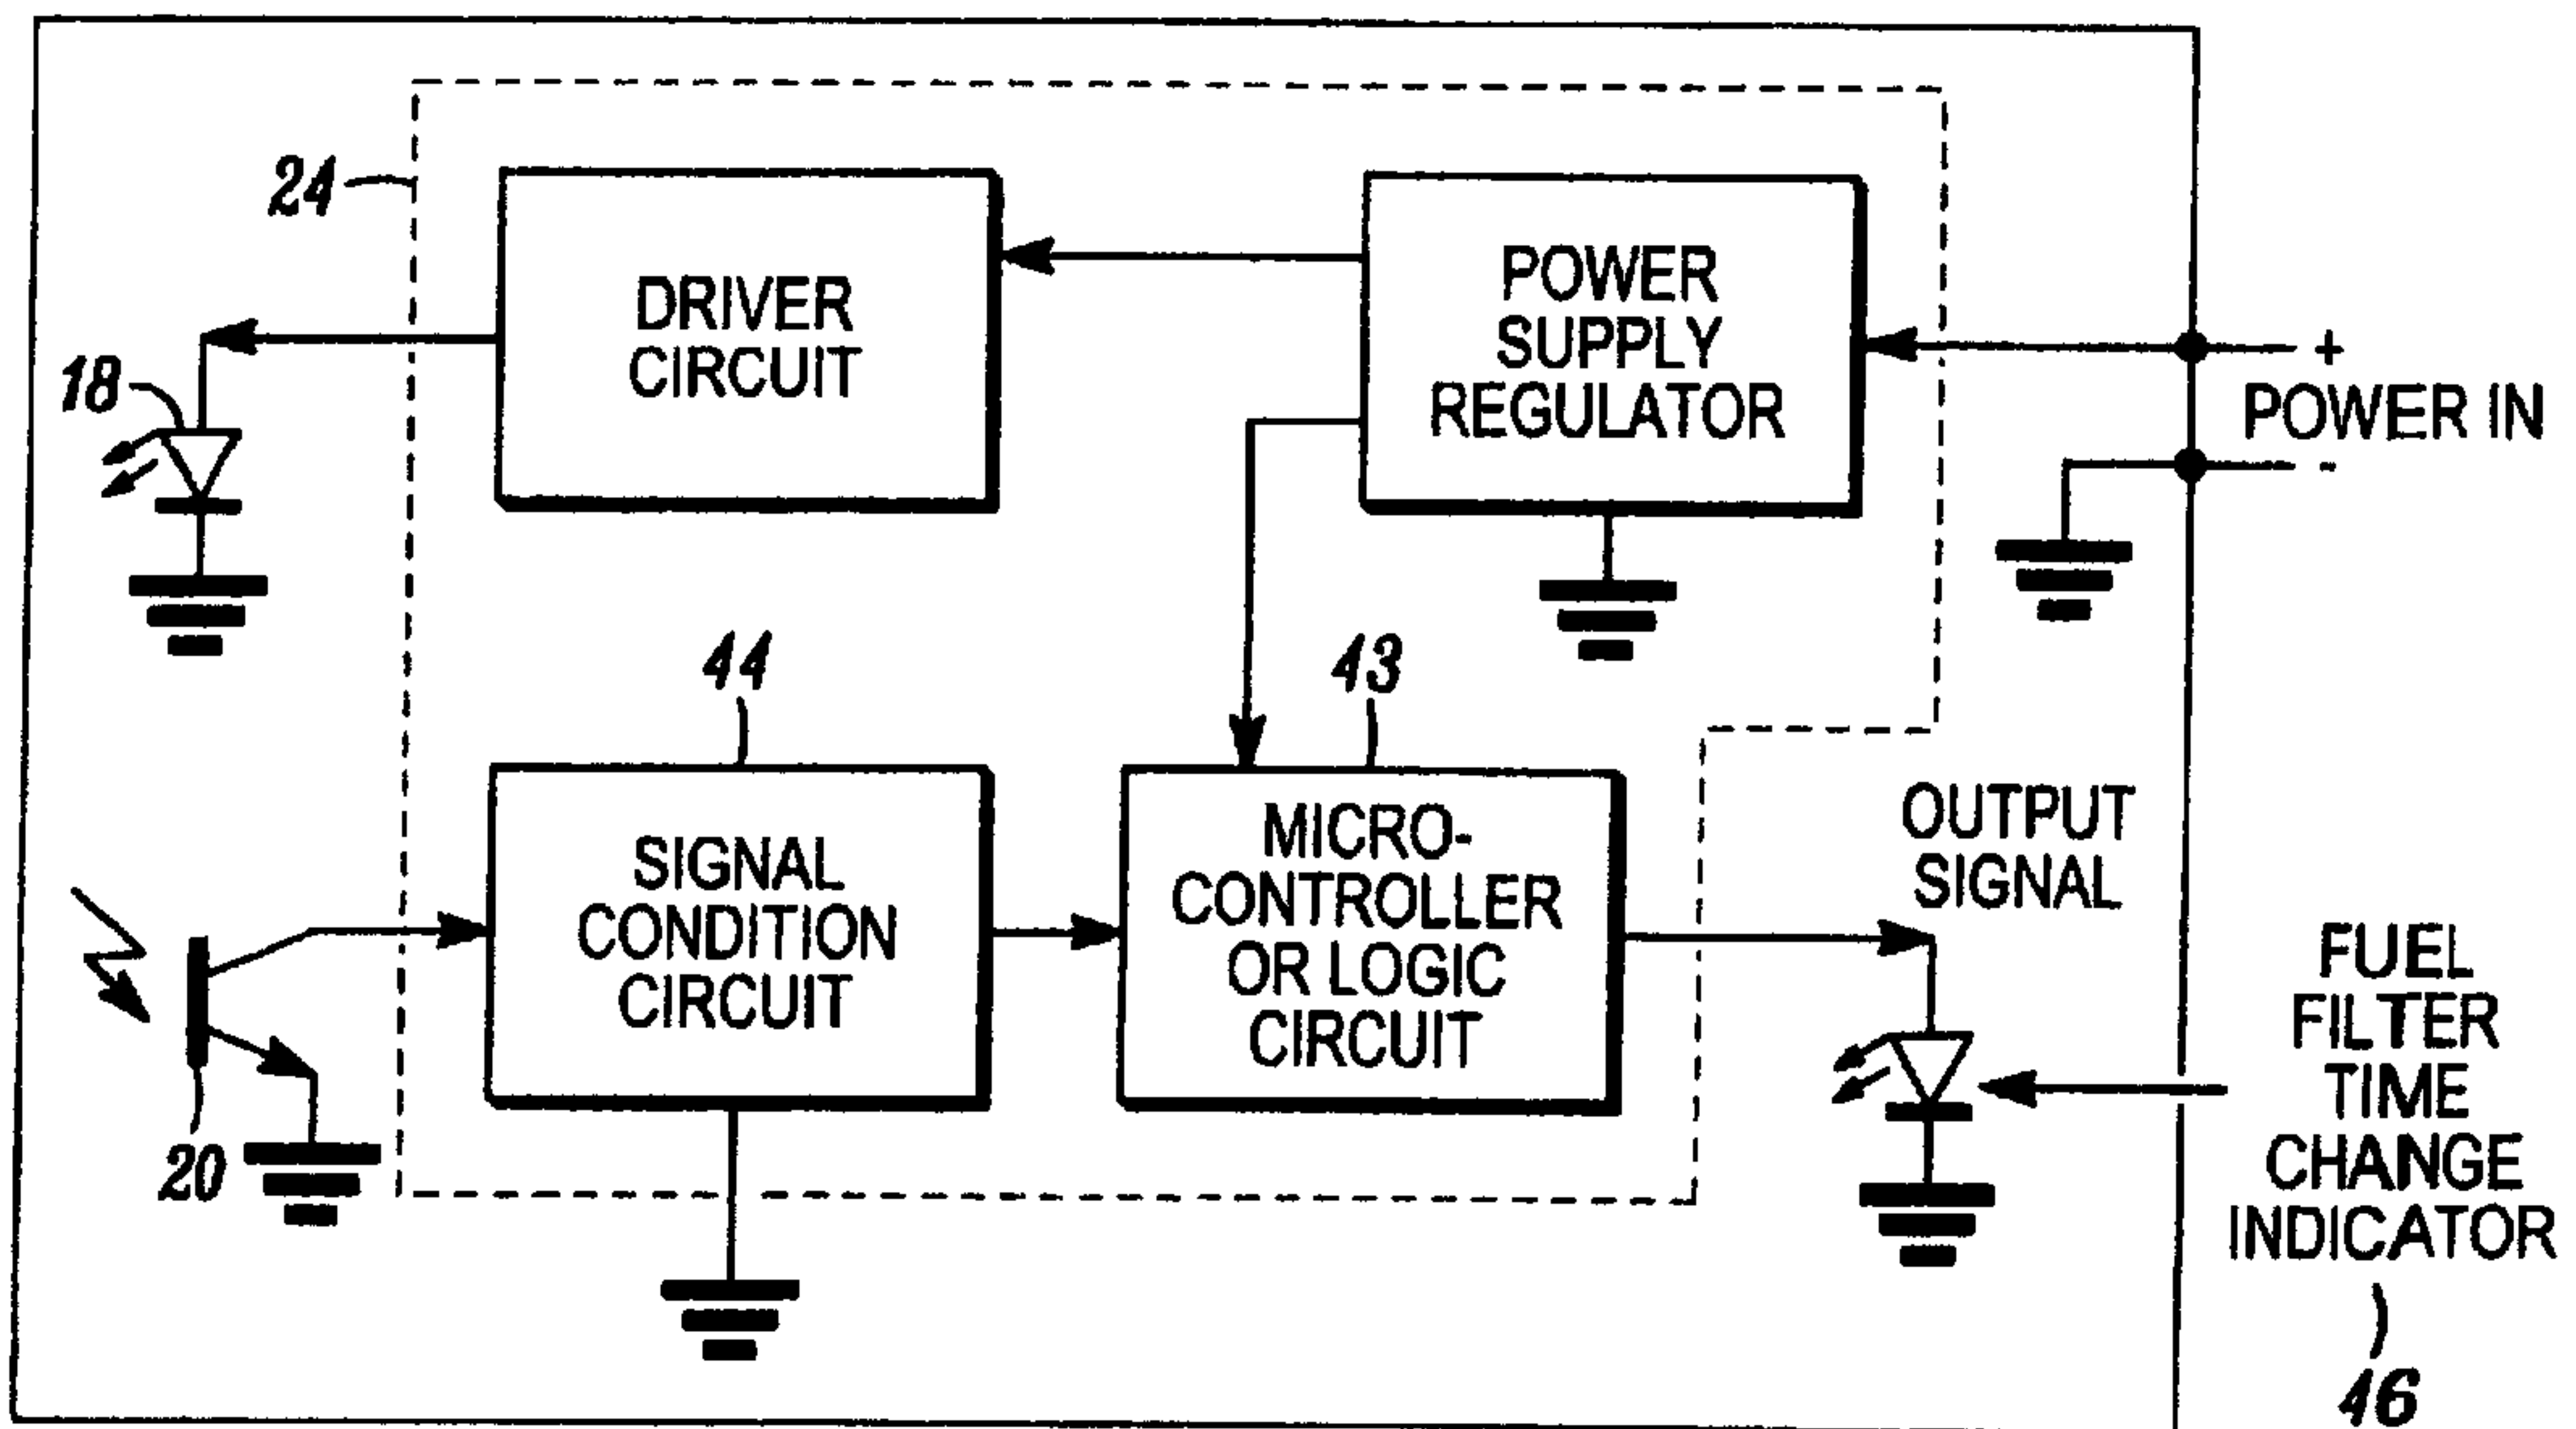 24
DRIVER
CIRCUIT
POWER
SUPPLY
REGULATOR
+
POWER IN
-
18
44
43
SIGNAL
CONDITION
CIRCUIT
MICRO-
CONTROLLER
OR LOGIC
CIRCUIT
OUTPUT
SIGNAL
20
FUEL
FILTER
TIME
CHANGE
INDICATOR
46